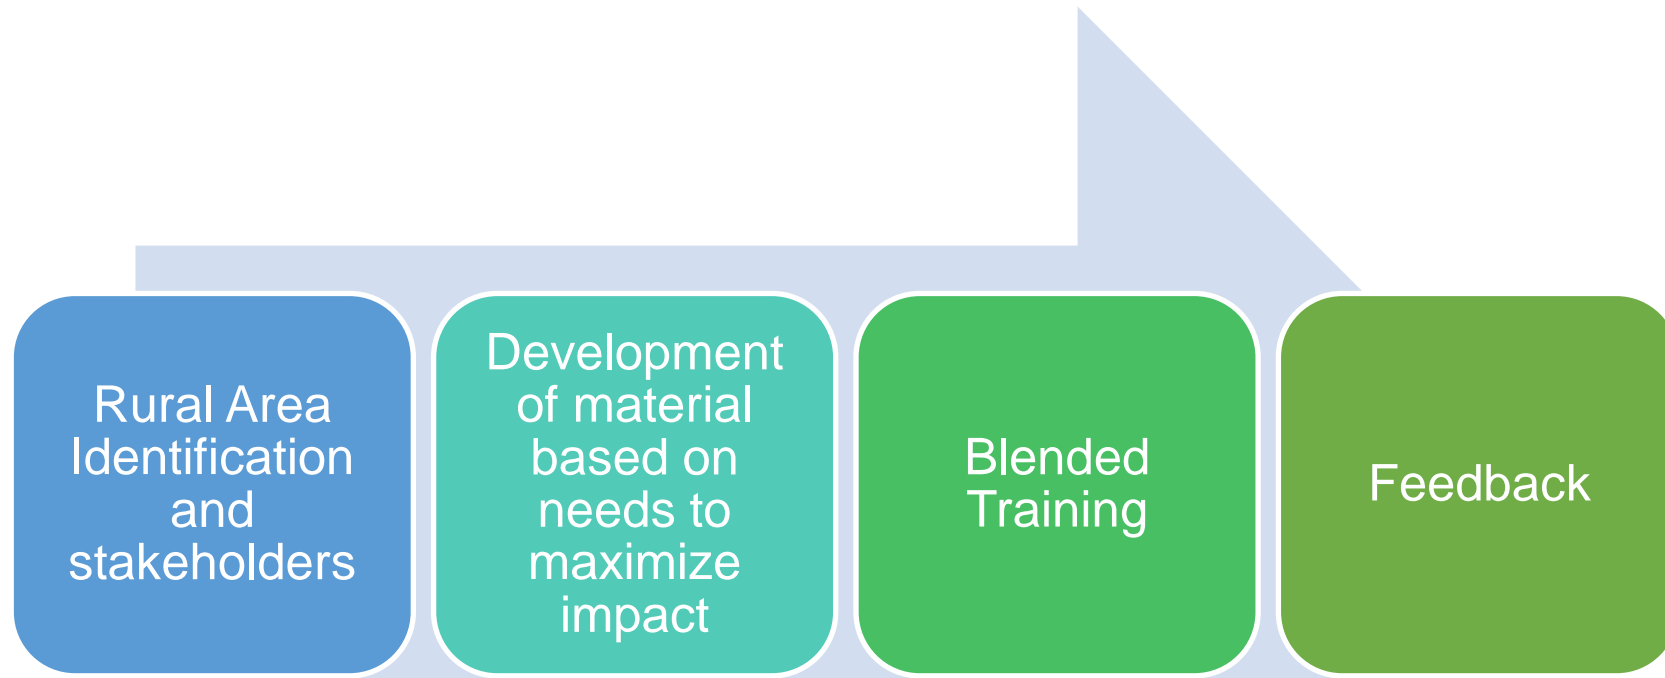 Rural Area
Identification
and
stakeholders
Development
of material
based on
needs to
maximize
impact
Blended
Training
Feedback